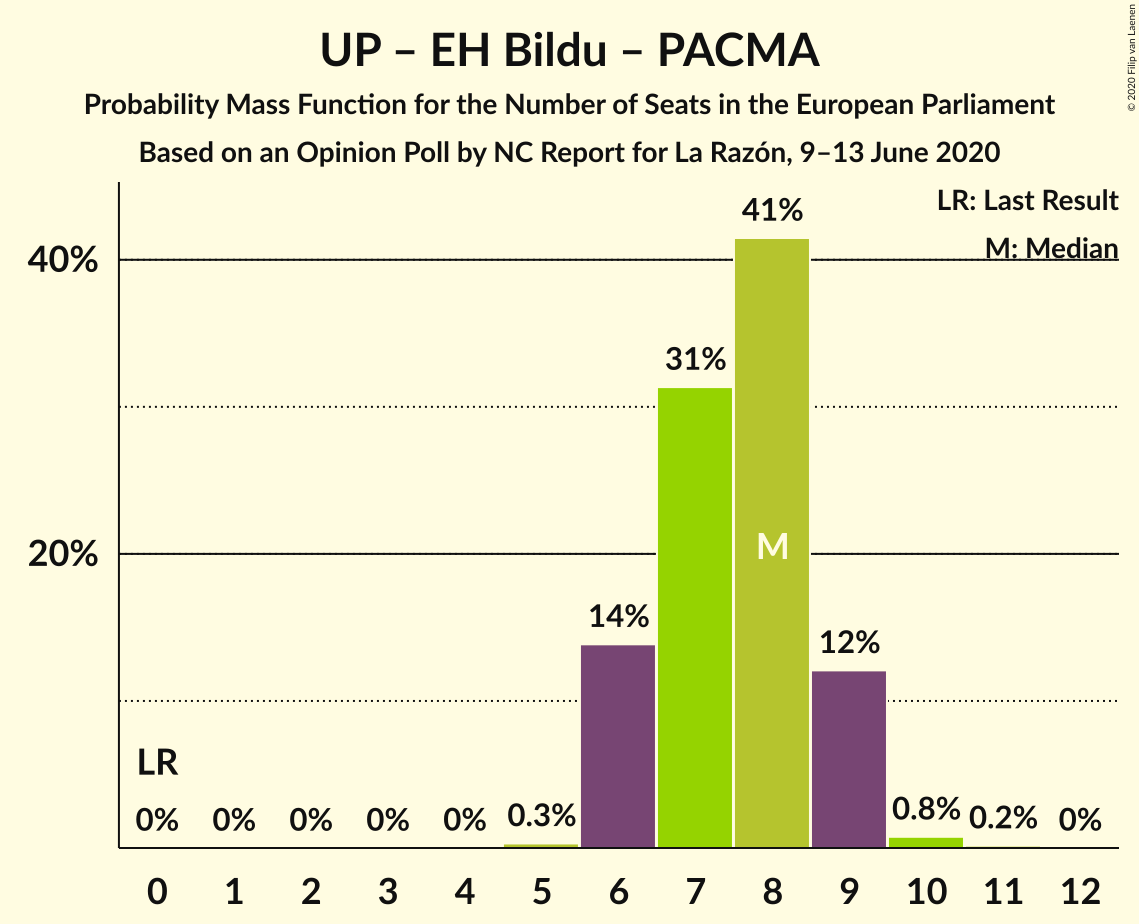 UP – EH Bildu – PACMA
Probability Mass Function for the Number of Seats in the European Parliament
Based on an Opinion Poll by NC Report for La Razón, 9–13 June 2020
© 2020 Filip van Laenen
LR: Last Result
M: Median
40%
20%
41%
31%
M
14%
12%
LR
0% 0% 0% 0% 0% 0.3% 0.8% 0.2% 0%
0 1 2 3 4 5 6 7 8 9 10 11 12